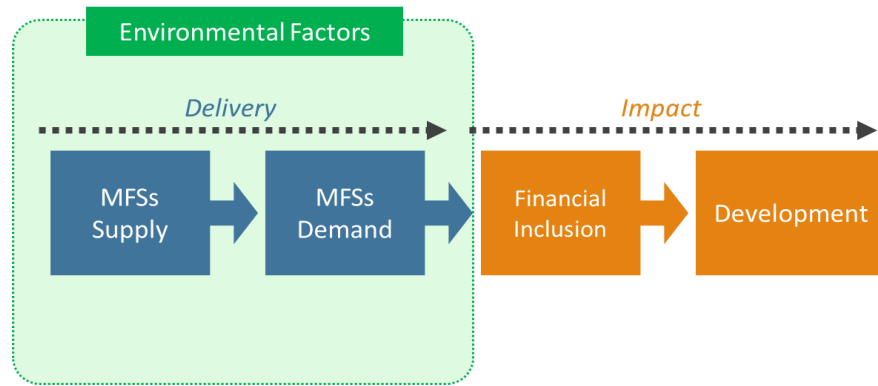 Environmental Factors
Delivery
Impact
MFSs
Supply
MFSs
Demand
Financial
Inclusion
Development